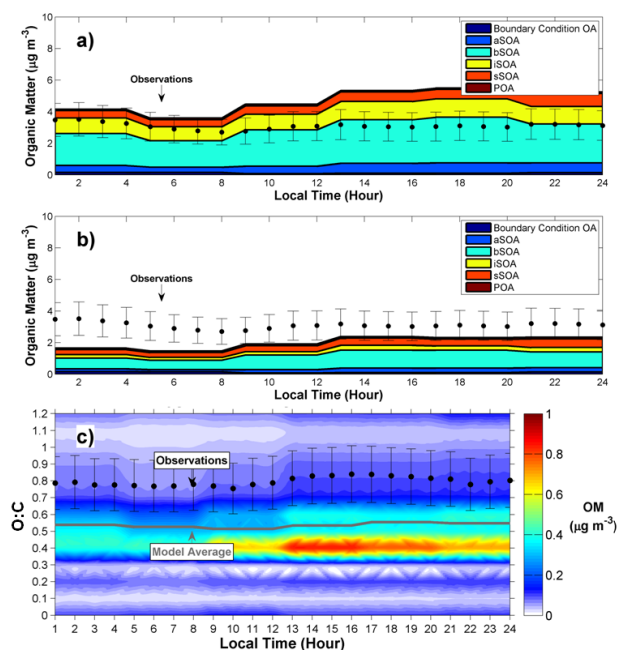 a)
Organic Matter (µg m⁻³)
10
8
6
4
2
0
Observations
Boundary Condition OA
aSOA
bSOA
iSOA
sSOA
POA
2 4 6 8 10 12 14 16 18 20 22 24
Local Time (Hour)
b)
Organic Matter (µg m⁻³)
10
8
6
4
2
0
Observations
Boundary Condition OA
aSOA
bSOA
iSOA
sSOA
POA
2 4 6 8 10 12 14 16 18 20 22 24
Local Time (Hour)
c)
O:C
1.2
1.1
1
0.9
0.8
0.7
0.6
0.5
0.4
0.3
0.2
0.1
0
Observations
Model Average
1 2 3 4 5 6 7 8 9 10 11 12 13 14 15 16 17 18 19 20 21 22 23 24
Local Time (Hour)
1
0.8
0.6
0.4
0.2
0
OM
(µg m⁻³)